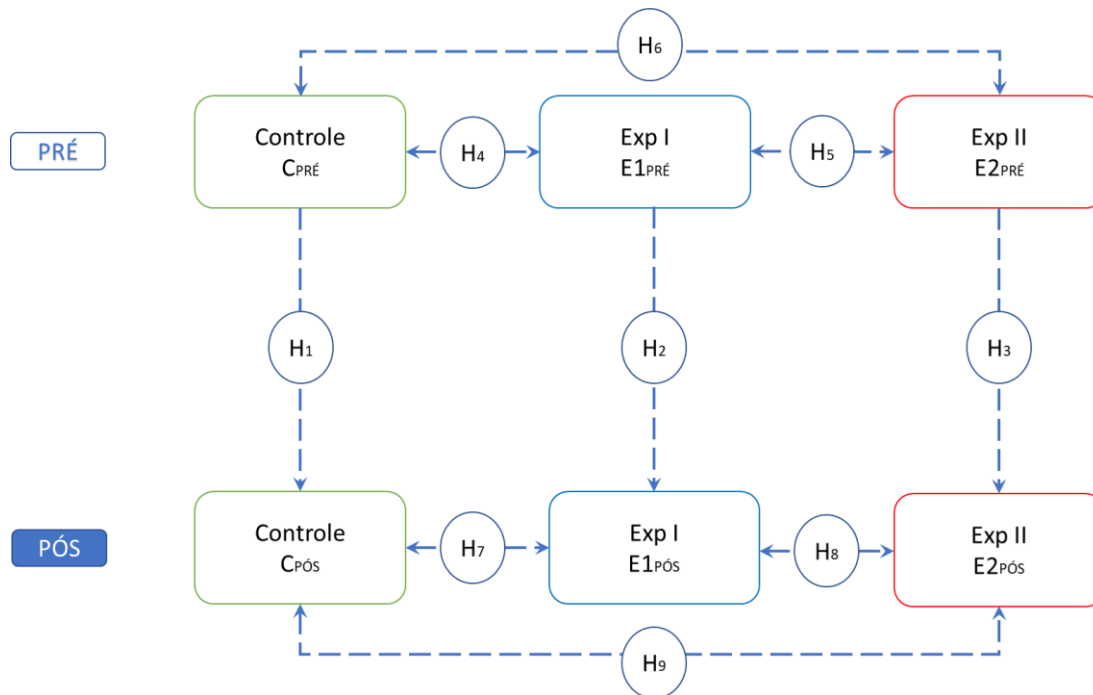 H₆
PRÉ
Controle
CPRÉ
H₄
Exp I
E1PRÉ
H₅
Exp II
E2PRÉ
H₁
H₂
H₃
PÓS
Controle
CPÓS
H₇
Exp I
E1PÓS
H₈
Exp II
E2PÓS
H₉